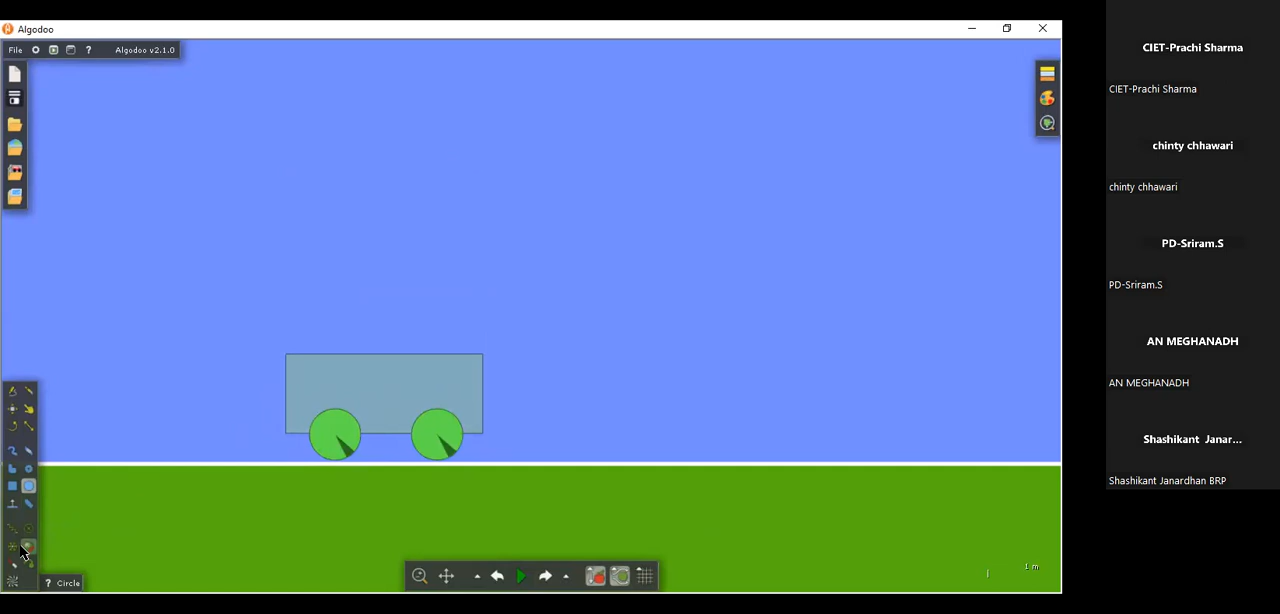 Algodoo
File ? Algodoo v2.1.0
? Circle
1 m
CIET-Prachi Sharma
CIET-Prachi Sharma
chinty chhawari
chinty chhawari
PD-Sriram.S
PD-Sriram.S
AN MEGHANADH
AN MEGHANADH
Shashikant Janar...
Shashikant Janardhan BRP